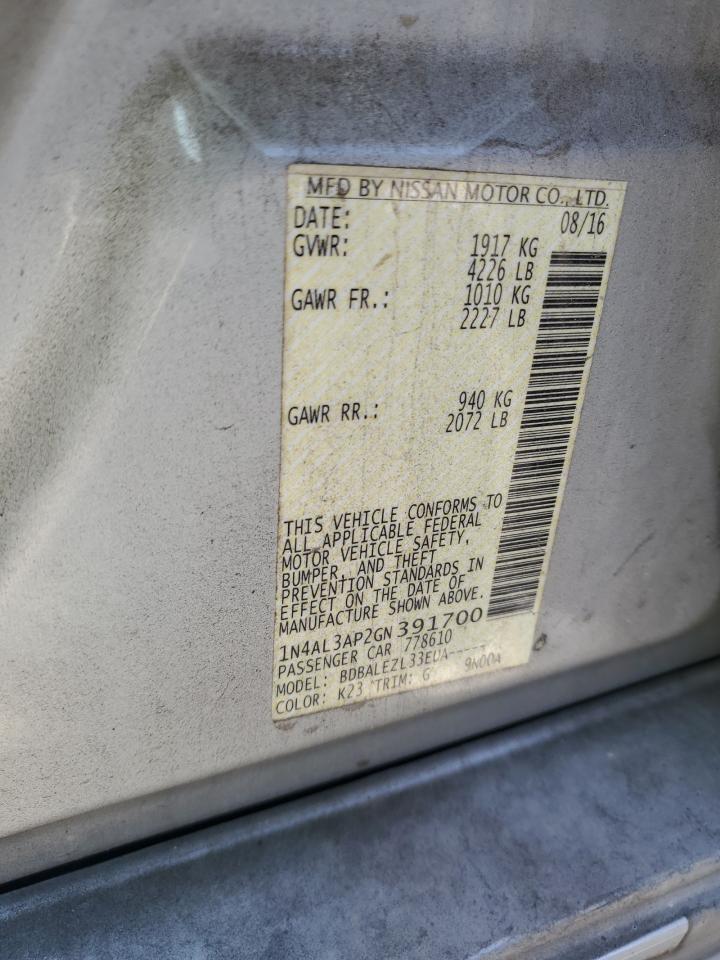 MFD BY NISSAN MOTOR CO., LTD.
DATE: 08/16
GVWR: 1917 KG
4226 LB
GAWR FR.: 1010 KG
2227 LB
GAWR RR.: 940 KG
2072 LB
THIS VEHICLE CONFORMS TO
ALL APPLICABLE FEDERAL
MOTOR VEHICLE SAFETY,
BUMPER, AND THEFT
PREVENTION STANDARDS IN
EFFECT ON THE DATE OF
MANUFACTURE SHOWN ABOVE.
1N4AL3AP2GN391700
PASSENGER CAR 778610
MODEL: BDBALEZL33EUA-----
COLOR: K23 TRIM: G 9N00A